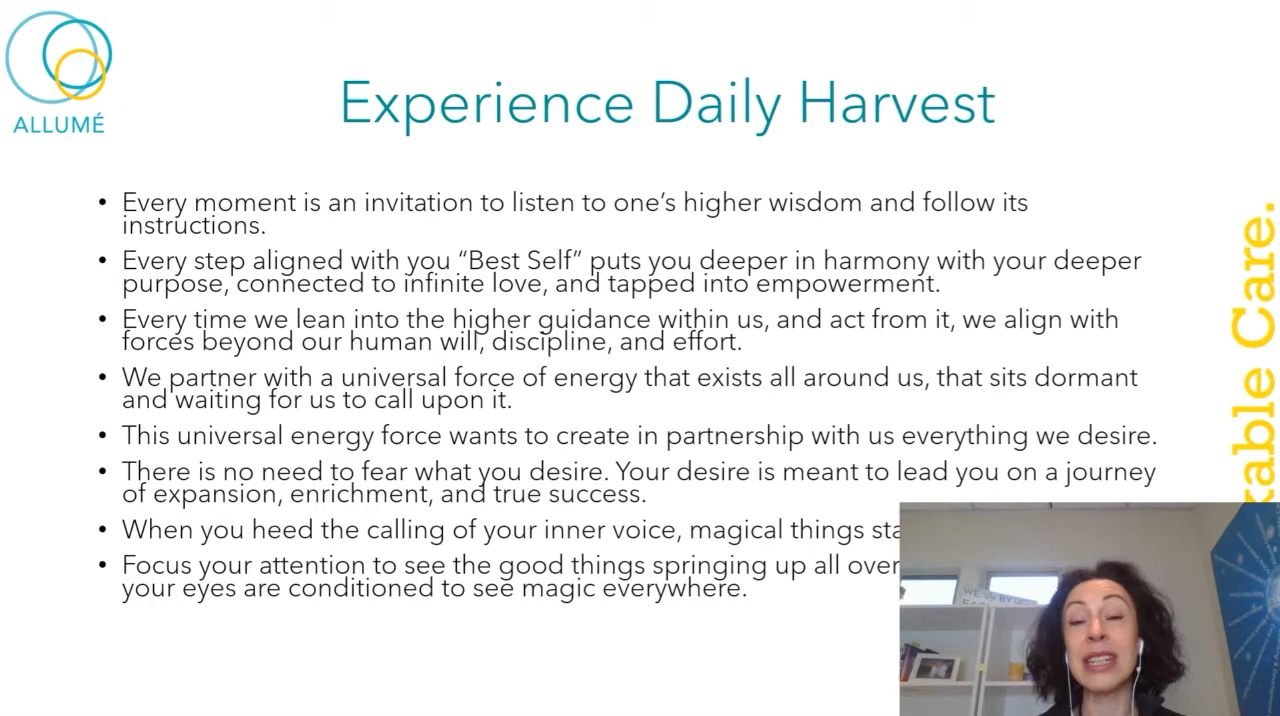 ALLUMÉ
Experience Daily Harvest
• Every moment is an invitation to listen to one’s higher wisdom and follow its
instructions.
• Every step aligned with you “Best Self” puts you deeper in harmony with your deeper
purpose, connected to infinite love, and tapped into empowerment.
• Every time we lean into the higher guidance within us, and act from it, we align with
forces beyond our human will, discipline, and effort.
• We partner with a universal force of energy that exists all around us, that sits dormant
and waiting for us to call upon it.
• This universal energy force wants to create in partnership with us everything we desire.
• There is no need to fear what you desire. Your desire is meant to lead you on a journey
of expansion, enrichment, and true success.
• When you heed the calling of your inner voice, magical things
• Focus your attention to see the good things springing up all over
your eyes are conditioned to see magic everywhere.
Care.